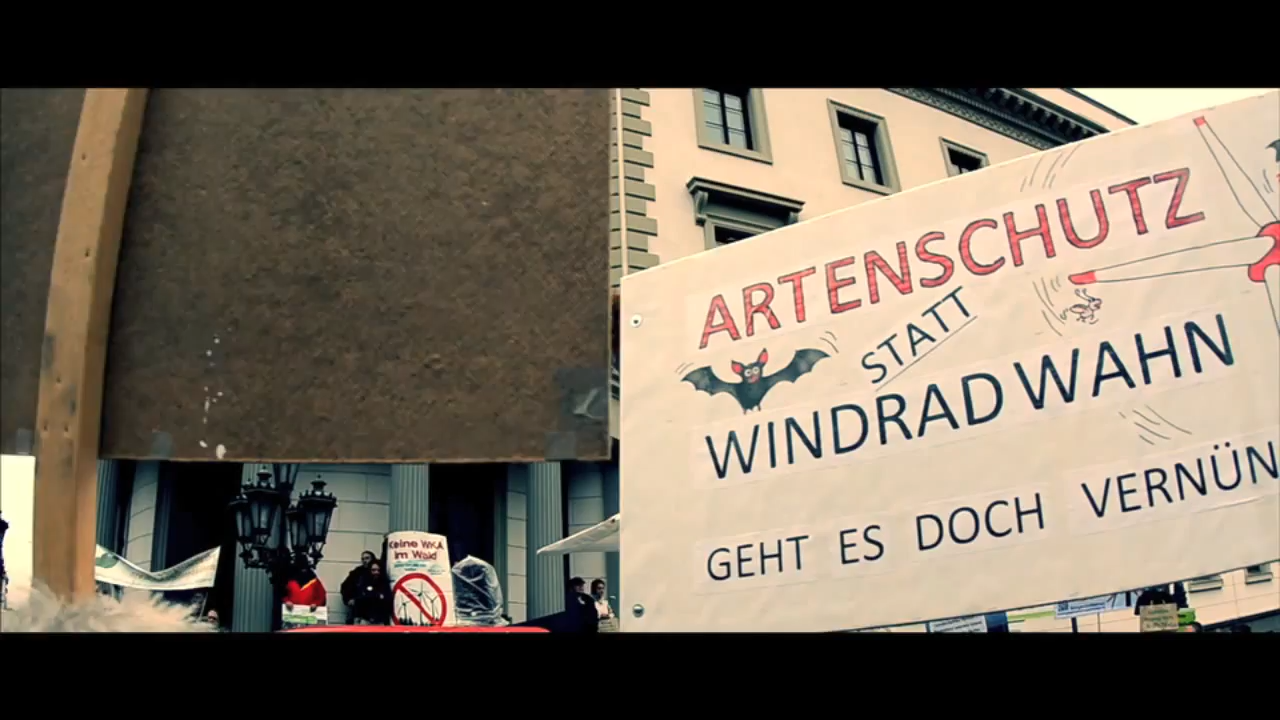 ARTENSCHUTZ
STATT
WINDRADWAHN
GEHT ES DOCH VERNÜN
Keine WKA
im Wald